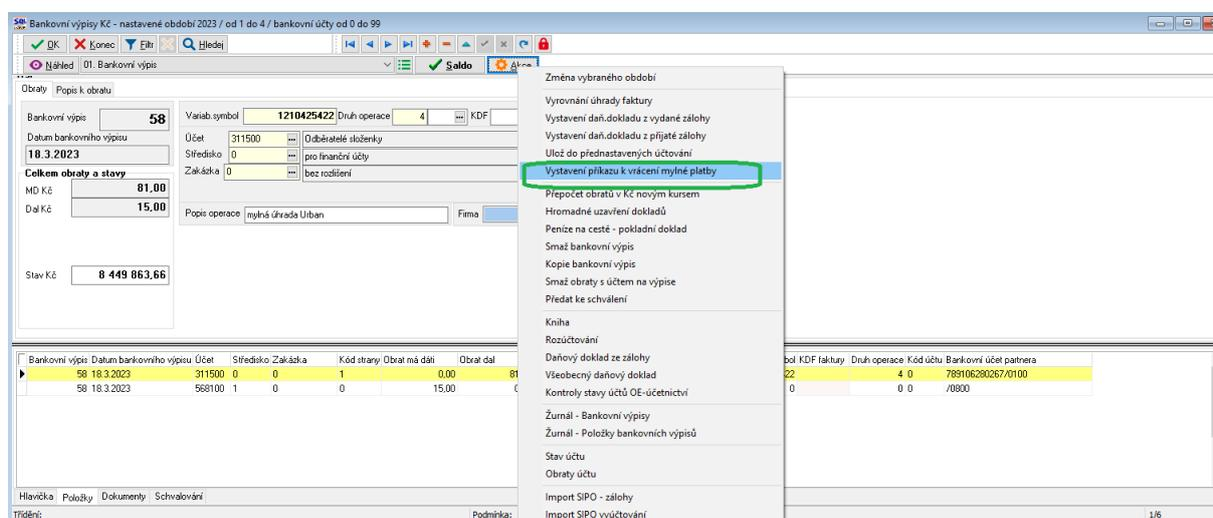 Bankovní výpisy Kč - nastavené období 2023 / od 1 do 4 / bankovní účty od 0 do 99
OK Konec Filtr Hledej
Náhled 01. Bankovní výpis Saldo Akce
Obraty Popis k obratu
Bankovní výpis 58
Datum bankovního výpisu
18.3.2023
Celkem obraty a stavy
MD Kč 81,00
Dal Kč 15,00
Stav Kč 8 449 863,66
Variab.symbol 1210425422 Druh operace 4 ... KDF
Účet 311500 ... Odběratelé složenky
Středisko 0 ... pro finanční účty
Zakázka 0 ... bez rozlišení
Popis operace mylná úhrada Urban Firma
Změna vybraného období
Vyrovnání úhrady faktury
Vystavení daň.dokladu z vydané zálohy
Vystavení daň.dokladu z přijaté zálohy
Ulož do přednastavených účtování
Vystavení příkazu k vrácení mylné platby
Přepočet obratů v Kč novým kursem
Hromadné uzavření dokladů
Peníze na cestě - pokladní doklad
Smaž bankovní výpis
Kopie bankovní výpis
Smaž obraty s účtem na výpise
Předat ke schválení
Kniha
Rozúčtování
Daňový doklad ze zálohy
Všeobecný daňový doklad
Kontroly stavy účtů OE-účetnictví
Žurnál - Bankovní výpisy
Žurnál - Položky bankovních výpisů
Stav účtu
Obraty účtu
Import SIPO - zálohy
Import SIPO vyúčtování
Bankovní výpis Datum bankovního výpisu Účet Středisko Zakázka Kód strany Obrat má dáti Obrat dal bol KDF faktury Druh operace Kód účtu Bankovní účet partnera
58 18.3.2023 311500 0 0 1 0,00 81 22 4 0 789106280267/0100
58 18.3.2023 568100 1 0 0 15,00 0 0 0 0 /0800
Hlavička Položky Dokumenty Schvalování
Třídění: Podmínka: 1/6